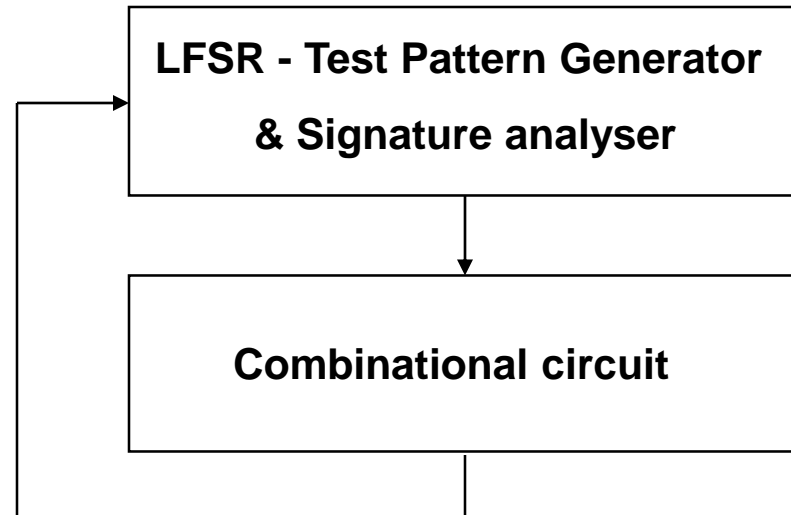 LFSR - Test Pattern Generator
& Signature analyser
Combinational circuit